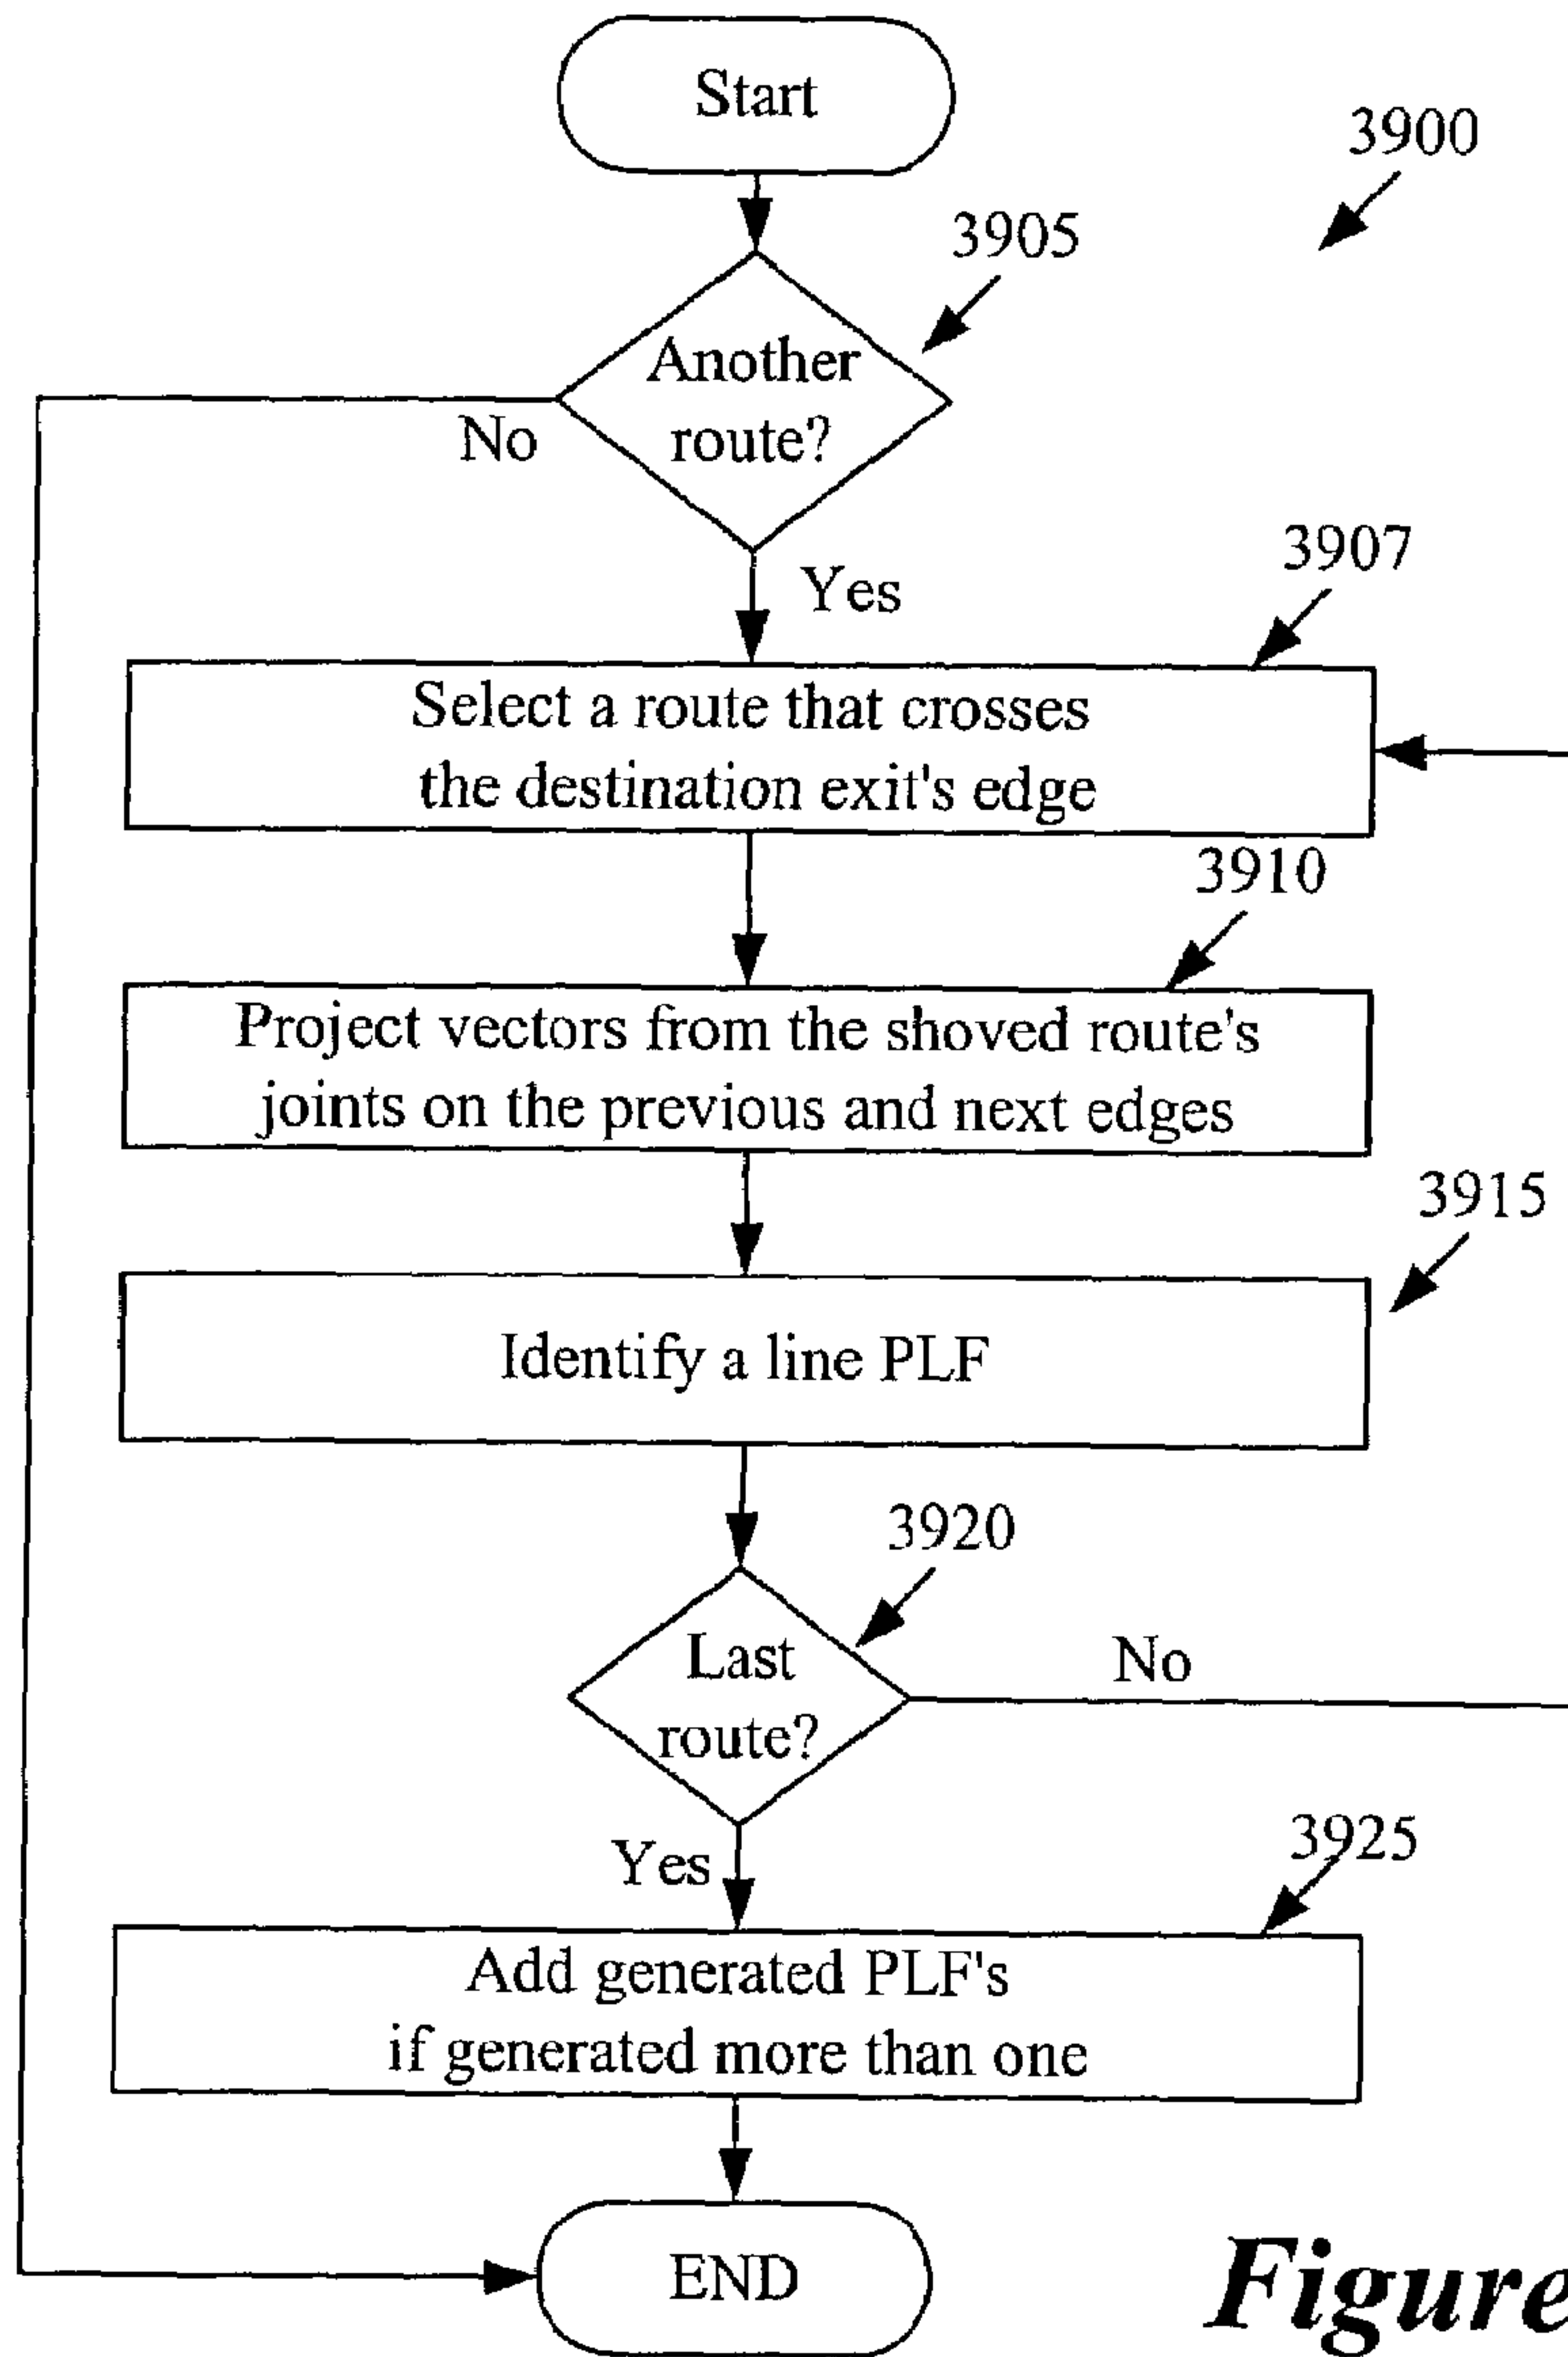 Start
3900
3905
Another
route?
No
Yes
3907
Select a route that crosses
the destination exit's edge
3910
Project vectors from the shoved route's
joints on the previous and next edges
3915
Identify a line PLF
3920
Last
route?
No
Yes
3925
Add generated PLF's
if generated more than one
END
Figure